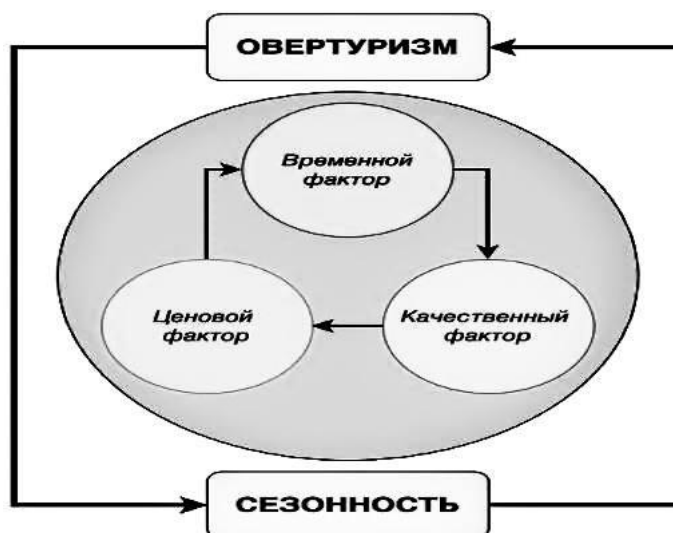 ОВЕРТУРИЗМ
Временной
фактор
Ценовой
фактор
Качественный
фактор
СЕЗОННОСТЬ